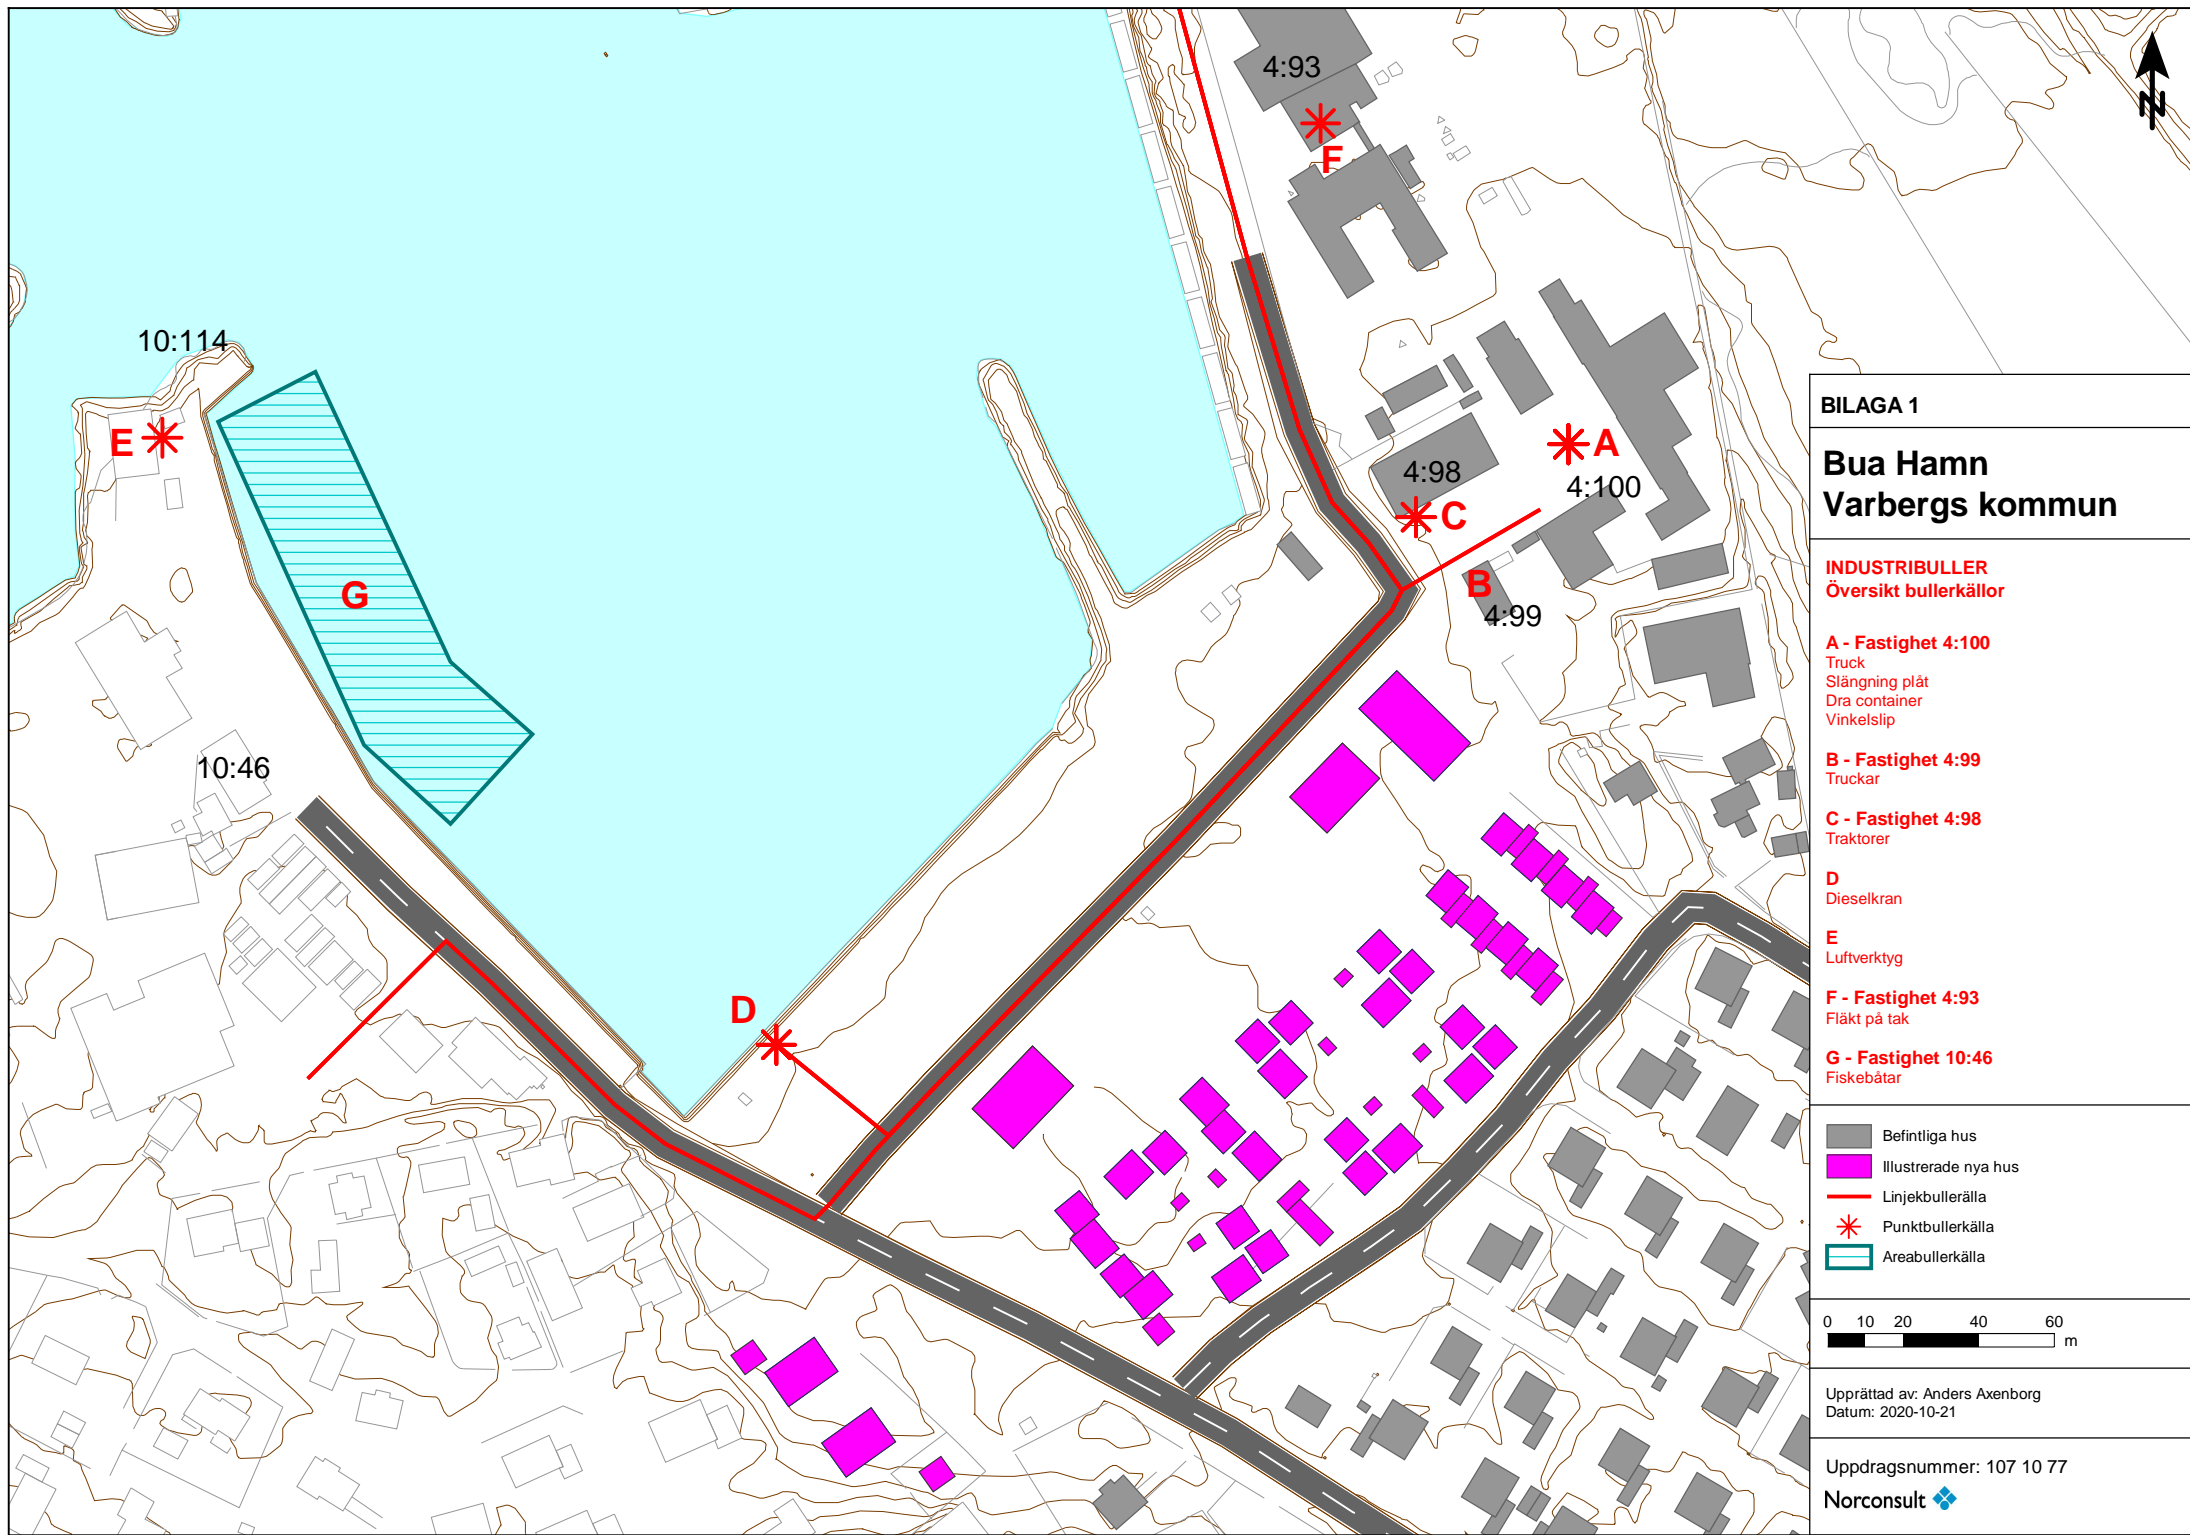 4:93
F
N
10:114
E
A
4:98
4:100
C
G
B
4:99
10:46
D
BILAGA 1
Bua Hamn
Varbergs kommun
INDUSTRIBULLER
Översikt bullerkällor
A - Fastighet 4:100
Truck
Slängning plåt
Dra container
Vinkelslip
B - Fastighet 4:99
Truckar
C - Fastighet 4:98
Traktorer
D
Dieselkran
E
Luftverktyg
F - Fastighet 4:93
Fläkt på tak
G - Fastighet 10:46
Fiskebåtar
Befintliga hus
Illustrerade nya hus
Linjekbullerälla
Punktbullerkälla
Areabullerkälla
0 10 20 40 60
m
Upprättad av: Anders Axenborg
Datum: 2020-10-21
Uppdragsnummer: 107 10 77
Norconsult